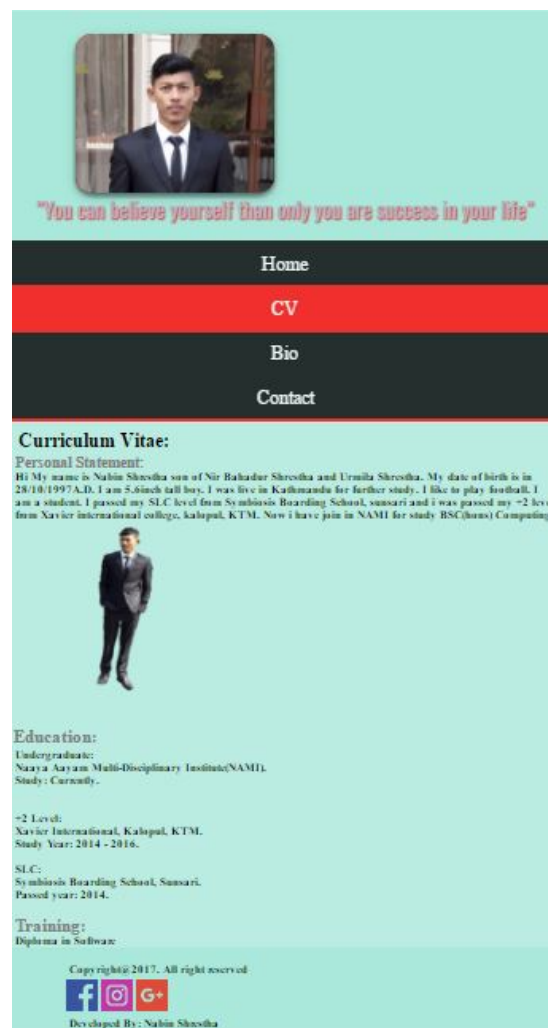 "You can believe yourself than only you are success in your life"
Home
CV
Bio
Contact
Curriculum Vitae:
Personal Statement:
Hi My name is Nabin Shrestha son of Nir Bahadur Shrestha and Urmila Shrestha. My date of birth is in
28/10/1997A.D. I am 5.6inch tall boy. I was live in Kathmandu for further study. I like to play football. I
am a student. I passed my SLC level from Symbiosis Boarding School, sunsari and i was passed my +2 leve
from Xavier international college, kalopul, KTM. Now i have join in NAMI for study BSC(hons) Computing
Education:
Undergraduate:
Naaya Aayam Multi-Disciplinary Institute(NAMI).
Study: Currently.
+2 Level:
Xavier International, Kalopul, KTM.
Study Year: 2014 - 2016.
SLC:
Symbiosis Boarding School, Sunsari.
Passed year: 2014.
Training:
Diploma in Software
Copyright@2017. All right reserved
f G+
Developed By: Nabin Shrestha